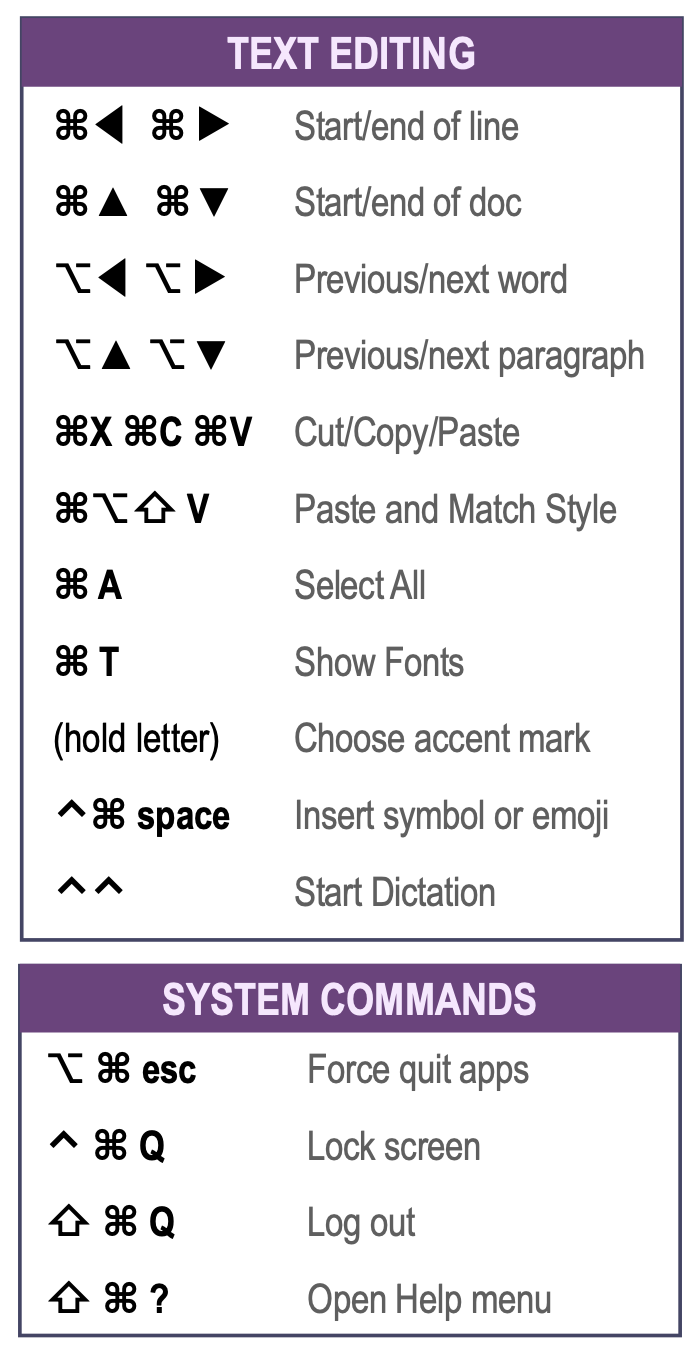 TEXT EDITING
⌘◀ ⌘▶ Start/end of line
⌘▲ ⌘▼ Start/end of doc
⌥◀ ⌥▶ Previous/next word
⌥▲ ⌥▼ Previous/next paragraph
⌘X ⌘C ⌘V Cut/Copy/Paste
⌘⌥⇧ V Paste and Match Style
⌘ A Select All
⌘ T Show Fonts
(hold letter) Choose accent mark
⌃⌘ space Insert symbol or emoji
⌃⌃ Start Dictation
SYSTEM COMMANDS
⌥ ⌘ esc Force quit apps
⌃ ⌘ Q Lock screen
⇧ ⌘ Q Log out
⇧ ⌘ ? Open Help menu